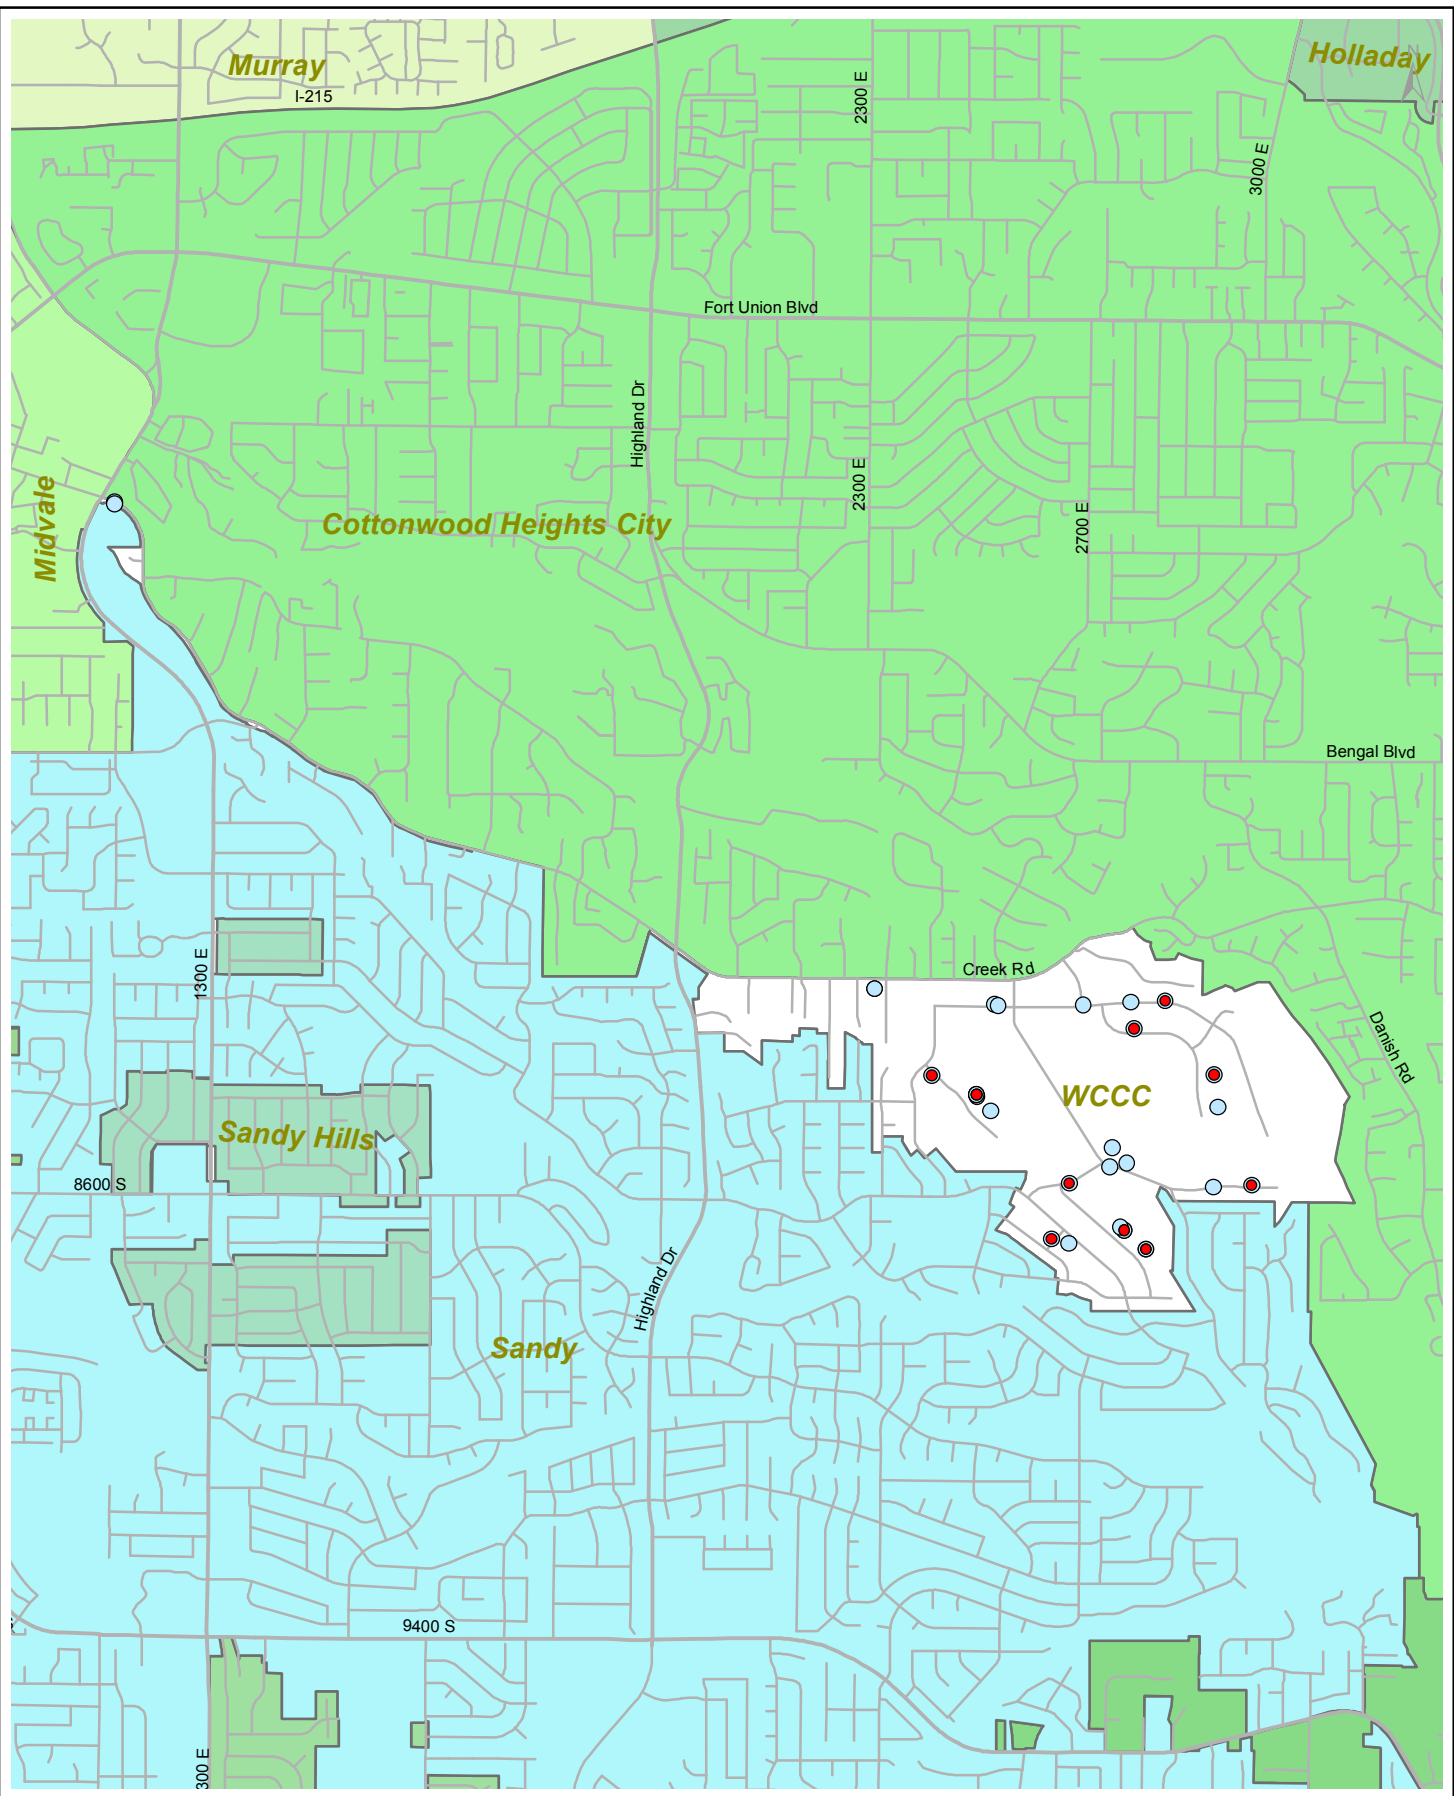 Murray
Holladay
I-215
2300 E
3000 E
Fort Union Blvd
Highland Dr
2300 E
Midvale
Cottonwood Heights City
2700 E
Bengal Blvd
1300 E
Creek Rd
Danish Rd
WCCC
Sandy Hills
8600 S
Highland Dr
Sandy
9400 S
300 E